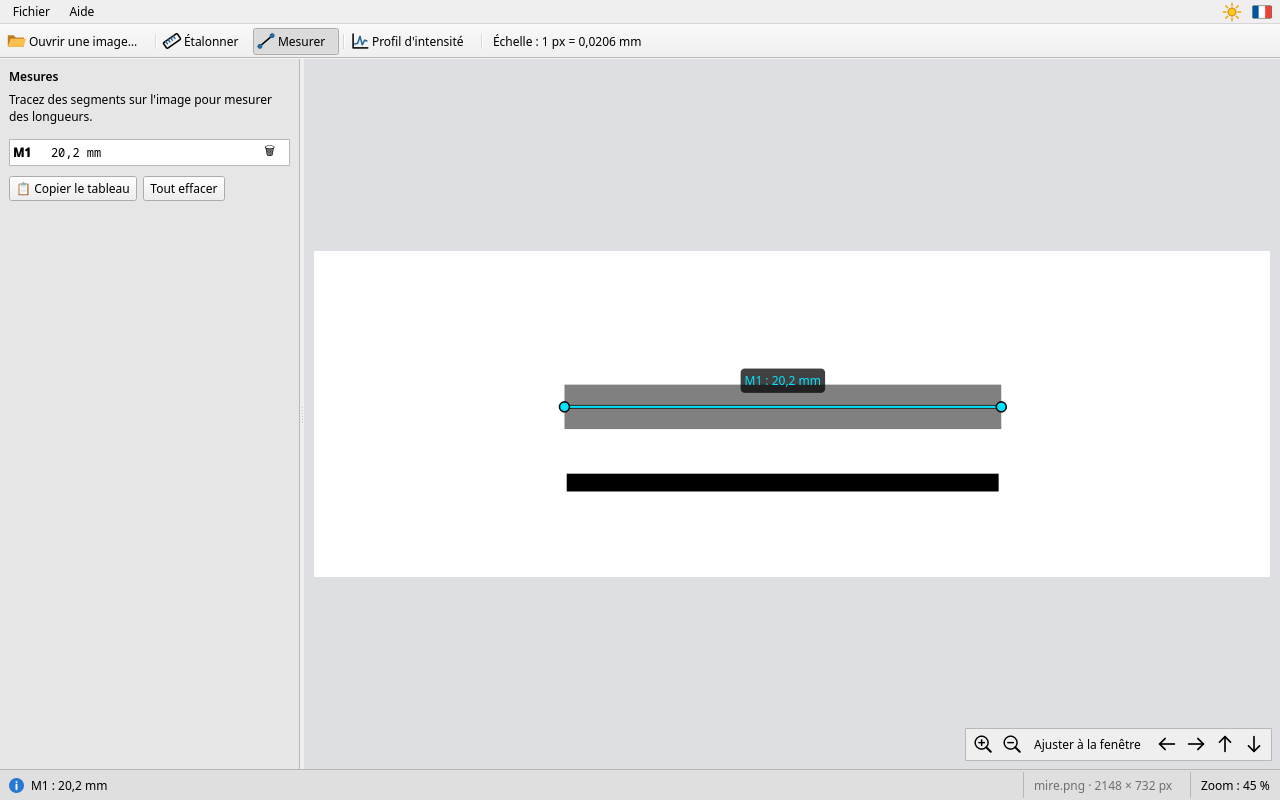 Fichier Aide
Ouvrir une image... Étalonner Mesurer Profil d'intensité Échelle : 1 px = 0,0206 mm
Mesures
Tracez des segments sur l'image pour mesurer
des longueurs.
M1 20,2 mm
Copier le tableau Tout effacer
M1 : 20,2 mm
Ajuster à la fenêtre
M1 : 20,2 mm mire.png · 2148 × 732 px Zoom : 45 %